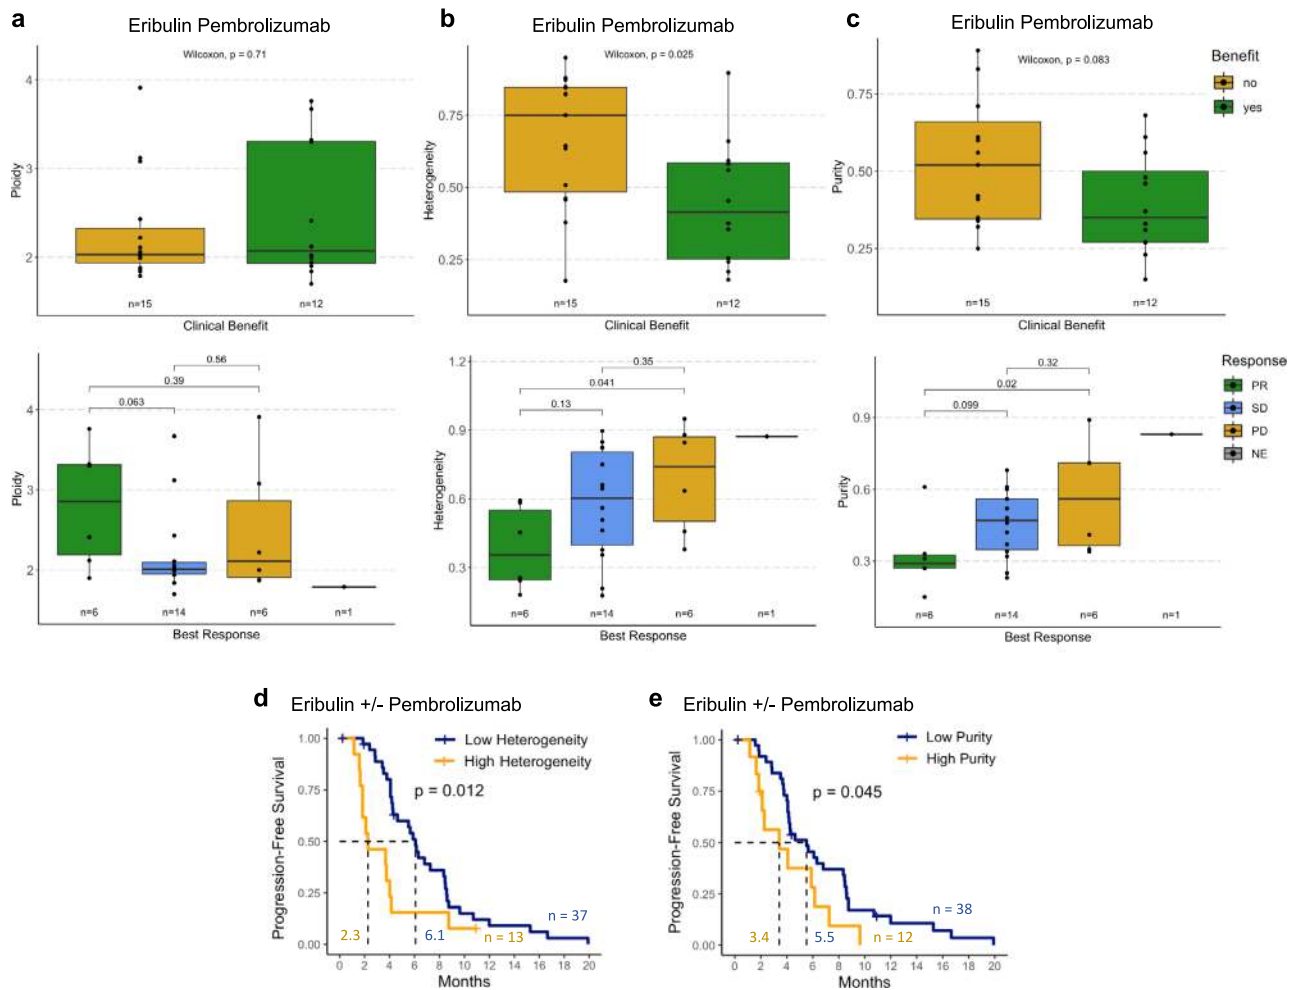 a
Eribulin Pembrolizumab
Wilcoxon, p = 0.71
Ploidy
4
3
2
n=15
n=12
Clinical Benefit
b
Eribulin Pembrolizumab
Wilcoxon, p = 0.025
Heterogeneity
0.75
0.50
0.25
n=15
n=12
Clinical Benefit
c
Eribulin Pembrolizumab
Wilcoxon, p = 0.083
Purity
0.75
0.50
0.25
n=15
n=12
Clinical Benefit
Benefit
no
yes
0.56
0.39
0.063
Ploidy
4
3
2
n=6
n=14
n=6
n=1
Best Response
0.35
0.041
0.13
Heterogeneity
1.2
0.9
0.6
0.3
n=6
n=14
n=6
n=1
Best Response
0.32
0.02
0.099
Purity
0.9
0.6
0.3
n=6
n=14
n=6
n=1
Best Response
Response
PR
SD
PD
NE
d
Eribulin +/- Pembrolizumab
Low Heterogeneity
High Heterogeneity
p = 0.012
Progression-Free Survival
1.00
0.75
0.50
0.25
0.00
2.3
6.1
n = 37
n = 13
0 2 4 6 8 10 12 14 16 18 20
Months
e
Eribulin +/- Pembrolizumab
Low Purity
High Purity
p = 0.045
Progression-Free Survival
1.00
0.75
0.50
0.25
0.00
3.4
5.5
n = 38
n = 12
0 2 4 6 8 10 12 14 16 18 20
Months